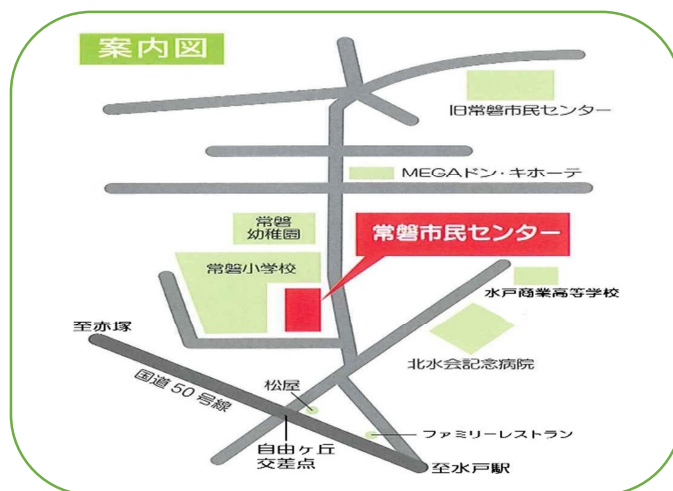 案内図
旧常磐市民センター
MEGAドン・キホーテ
常磐
幼稚園
常磐市民センター
常磐小学校
水戸商業高等学校
至赤塚
北水会記念病院
国道50号線
松屋
ファミリーレストラン
自由ヶ丘
交差点
至水戸駅